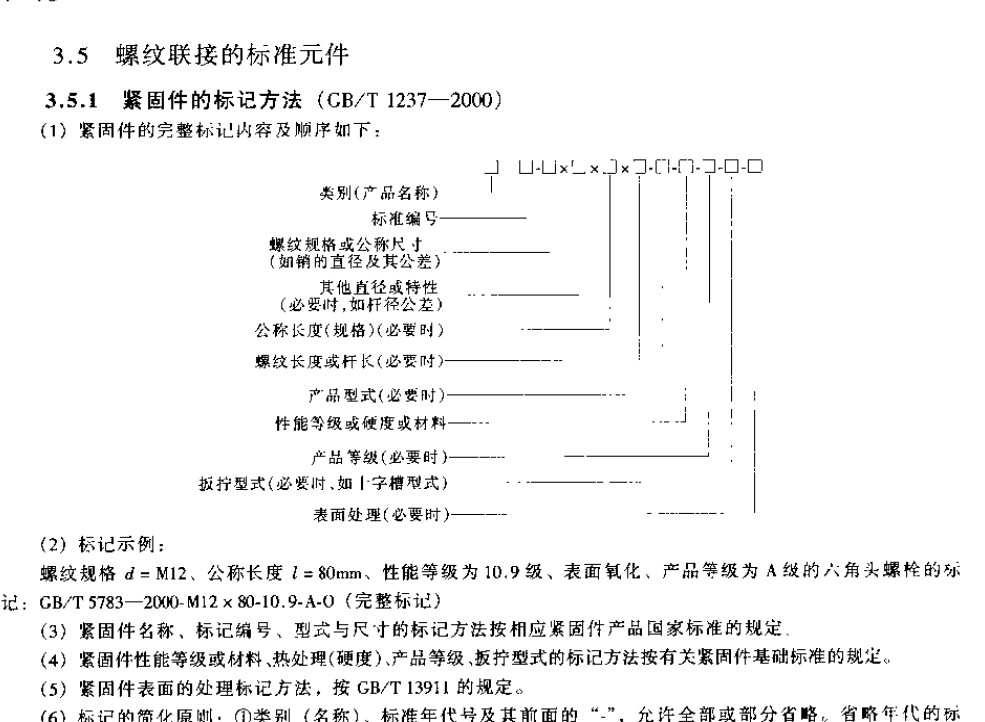 3.5 螺纹联接的标准元件
3.5.1 紧固件的标记方法（GB/T 1237—2000）
(1) 紧固件的完整标记内容及顺序如下：
□ □-□×□×□×□-□-□-□-□-□
类别(产品名称)
标准编号
螺纹规格或公称尺寸
(如销的直径及其公差)
其他直径或特性
(必要时,如杆径公差)
公称长度(规格)(必要时)
螺纹长度或杆长(必要时)
产品型式(必要时)
性能等级或硬度或材料
产品等级(必要时)
扳拧型式(必要时,如十字槽型式)
表面处理(必要时)
(2) 标记示例：
螺纹规格 d = M12、公称长度 l = 80mm、性能等级为 10.9 级、表面氧化、产品等级为 A 级的六角头螺栓的标
记：GB/T 5783—2000-M12 × 80-10.9-A-O（完整标记）
(3) 紧固件名称、标记编号、型式与尺寸的标记方法按相应紧固件产品国家标准的规定。
(4) 紧固件性能等级或材料、热处理(硬度)、产品等级、扳拧型式的标记方法按有关紧固件基础标准的规定。
(5) 紧固件表面的处理标记方法，按 GB/T 13911 的规定。
(6) 标记的简化原则：①类别（名称）、标准年代号及其前面的“-”，允许全部或部分省略。省略年代的标